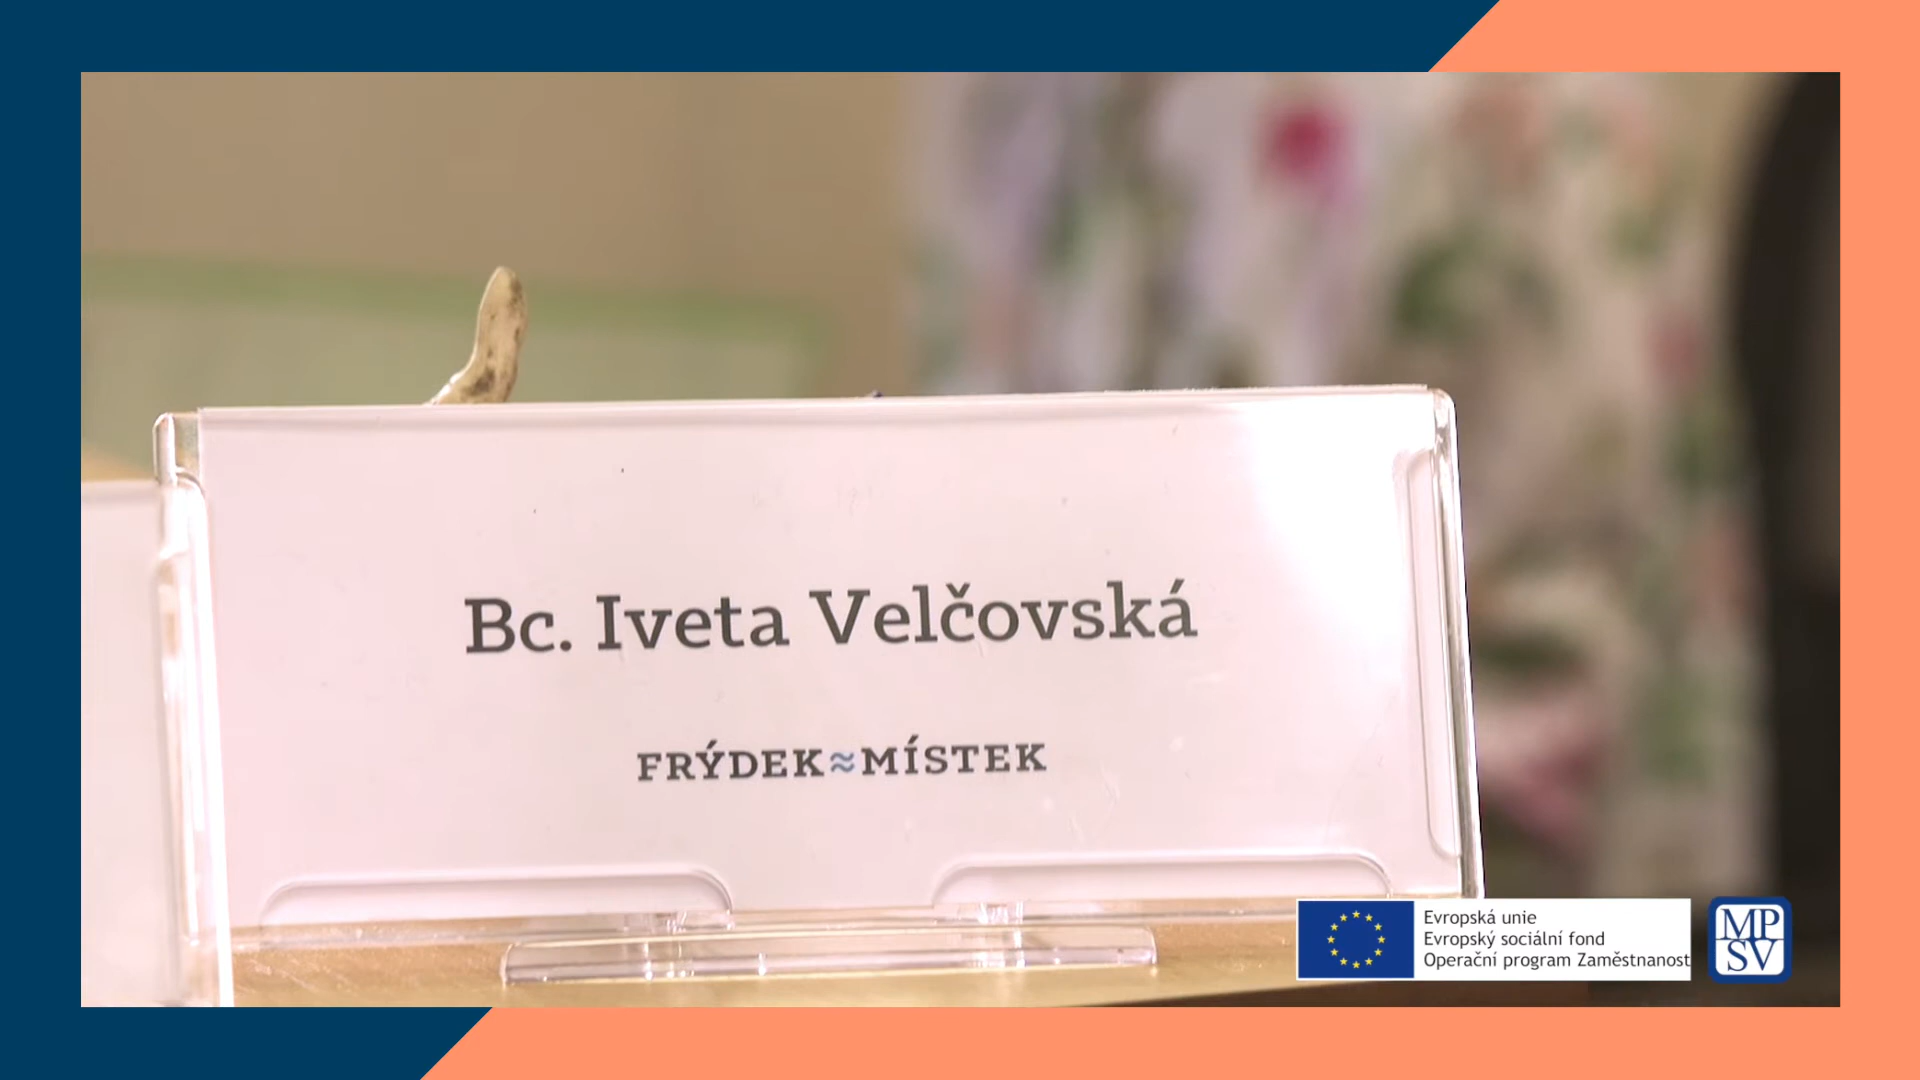 Bc. Iveta Velčovská
FRÝDEK≈MÍSTEK
Evropská unie
Evropský sociální fond
Operační program Zaměstnanost
MP
SV